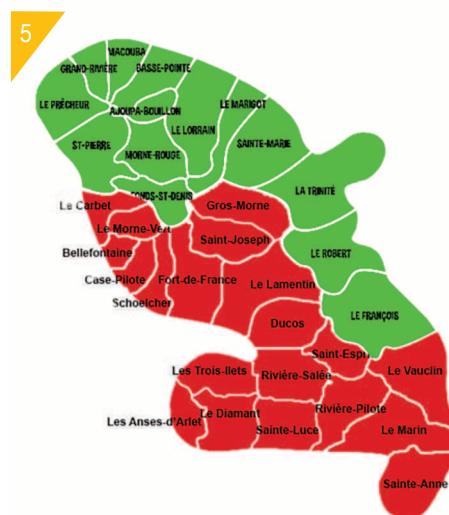 5
MACOUBA
GRAND-RIVIÈRE
BASSE-POINTE
LE PRÊCHEUR
AJOUPA-BOUILLON
LE MARIGOT
LE LORRAIN
ST-PIERRE
SAINTE-MARIE
MORNE-ROUGE
LA TRINITÉ
FONDS-ST-DENIS
Le Carbet
Gros-Morne
Le Morne-Vert
Saint-Joseph
Bellefontaine
LE ROBERT
Case-Pilote
Fort-de-France
Le Lamentin
Schoelcher
LE FRANÇOIS
Ducos
Saint-Espri
Les Trois-Ilets
Rivière-Salée
Le Vauclin
Le Diamant
Rivière-Pilote
Les Anses-d'Arlet
Sainte-Luce
Le Marin
Sainte-Anne